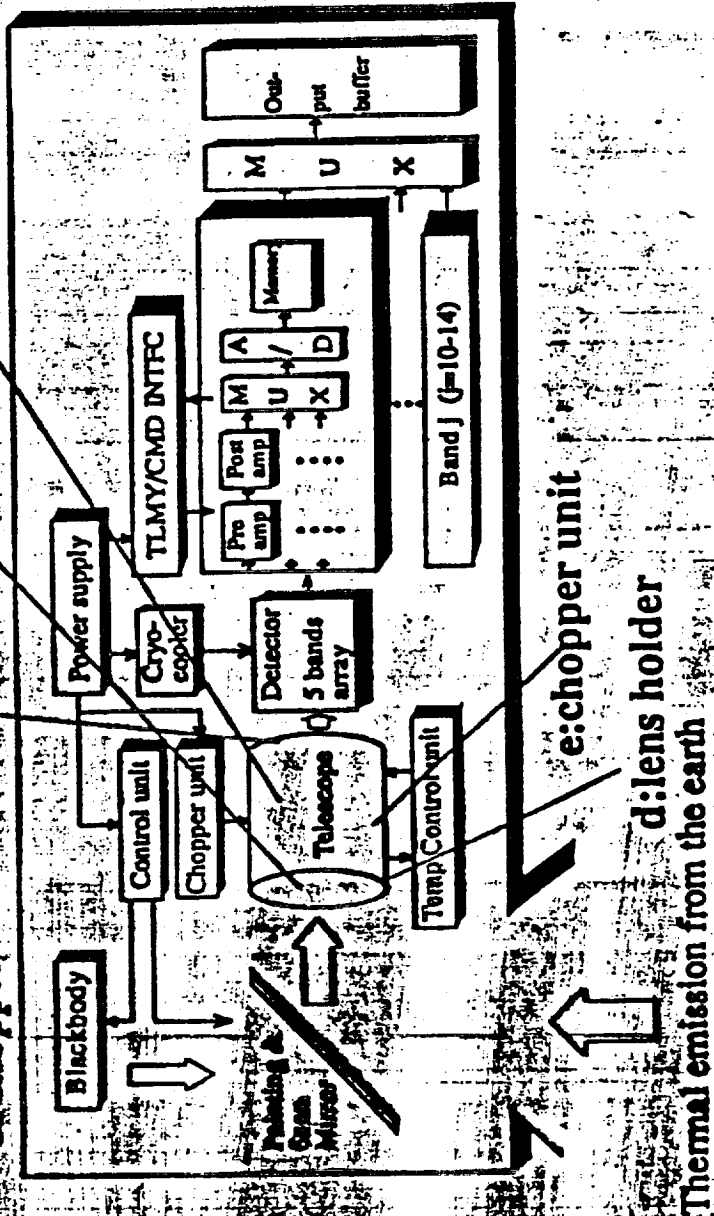 Blackbody
Control unit
Chopper unit
Power supply
Cryo-
cooler
TLMY/CMD INTFC
Pointing &
Scan
Mirror
Telescope
Detector
5 bands
array
Pre
amp
Post
amp
M
U
X
A
/
D
Memory
M
U
X
Out-
put
buffer
Temp Control unit
Band j (j=10-14)
e:chopper unit
d:lens holder
Thermal emission from the earth